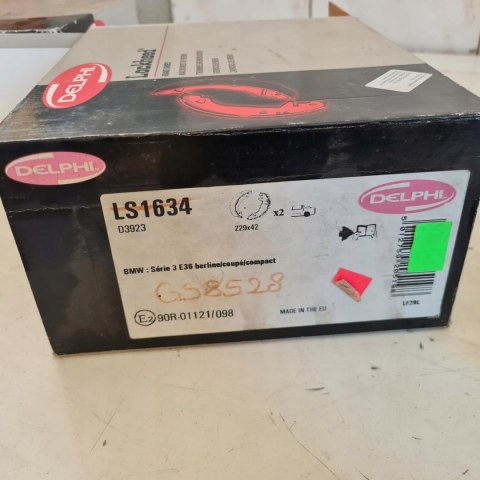 DELPHI
Lockheed
DELPHI
DELPHI
LS1634
D3923
229x42
x2
BMW : Série 3 E36 berline/coupé/compact
GS8528
E2 90R-01121/098
MADE IN THE EU
LF29L